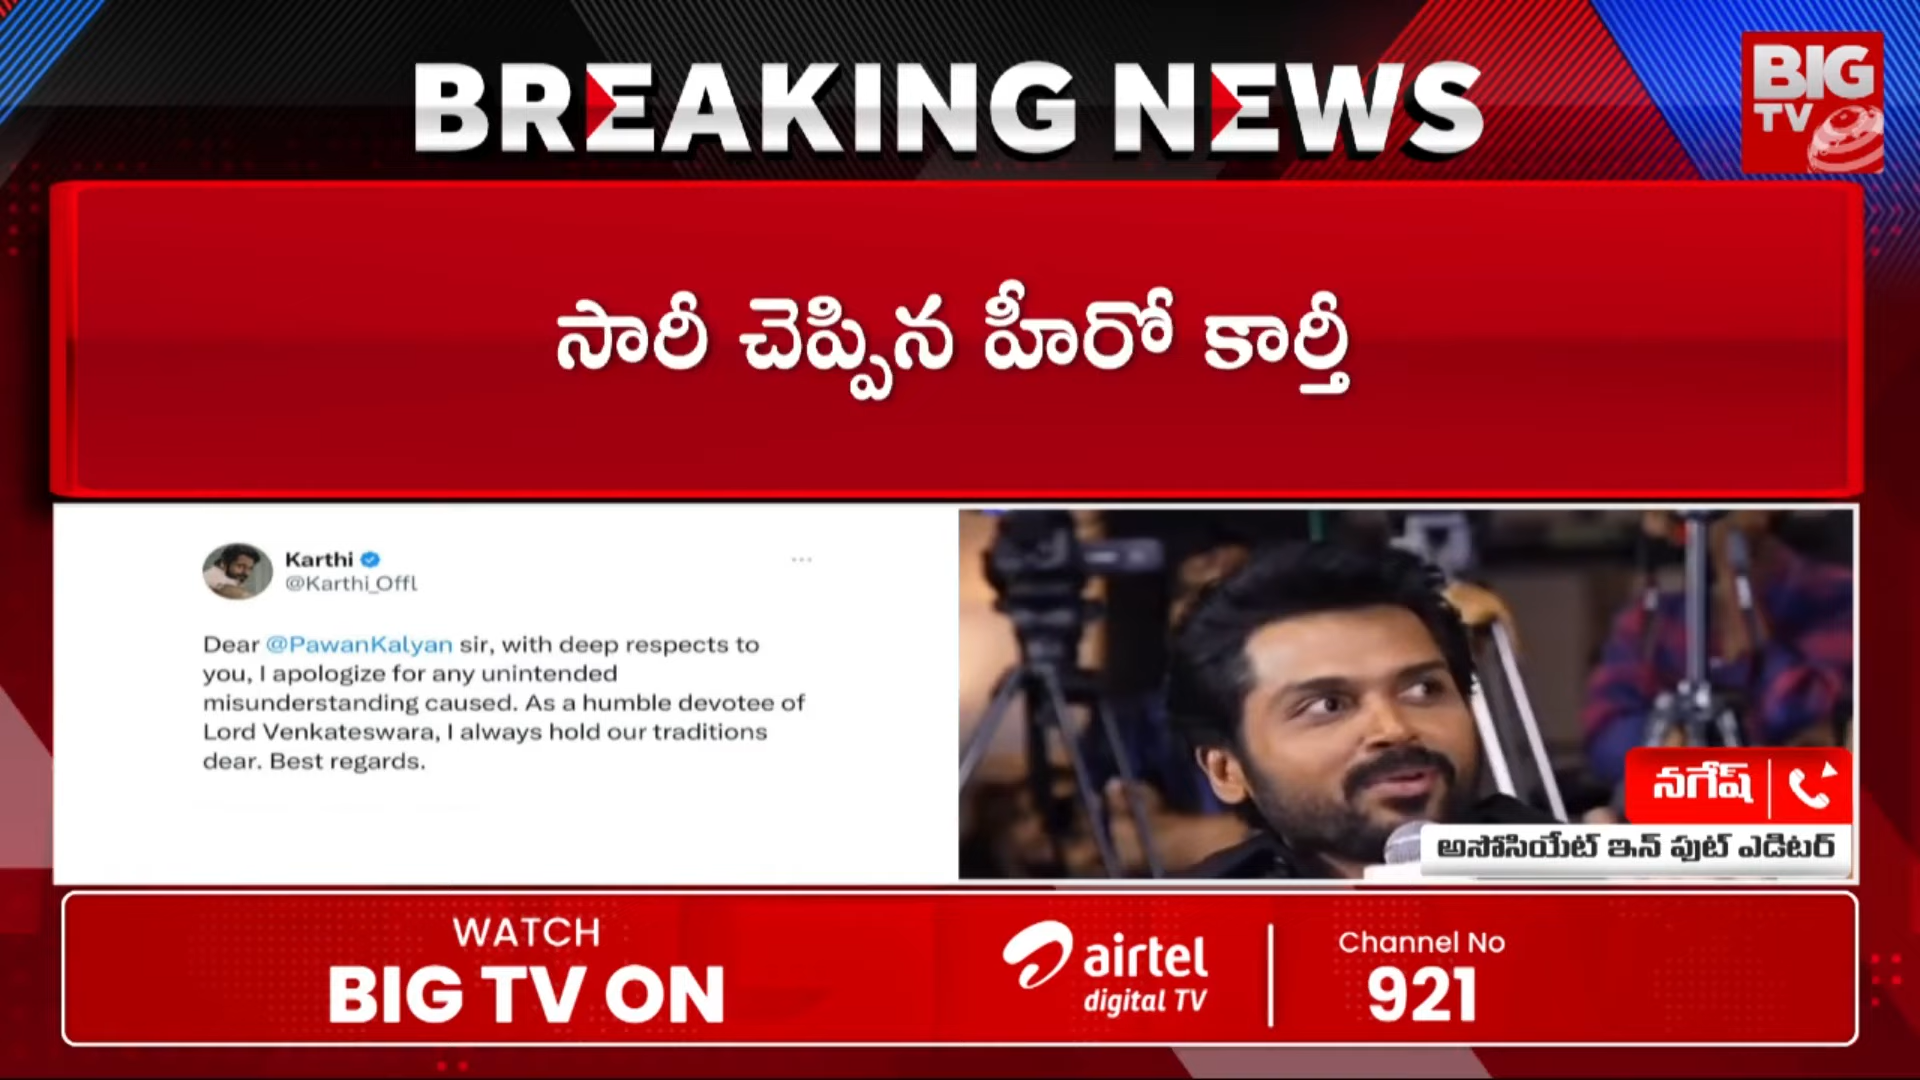 BREAKING NEWS
BIG
TV
సారీ చెప్పిన హీరో కార్తీ
Karthi
@Karthi_Offl
Dear @PawanKalyan sir, with deep respects to
you, I apologize for any unintended
misunderstanding caused. As a humble devotee of
Lord Venkateswara, I always hold our traditions
dear. Best regards.
నగేష్
అసోసియేట్ ఇన్ పుట్ ఎడిటర్
WATCH
BIG TV ON
airtel
digital TV
Channel No
921